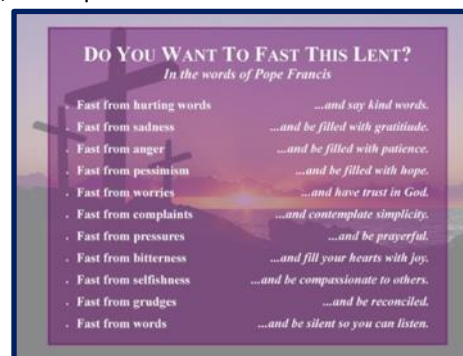 DO YOU WANT TO FAST THIS LENT?
In the words of Pope Francis
. Fast from hurting words ...and say kind words.
. Fast from sadness ...and be filled with gratitude.
. Fast from anger ...and be filled with patience.
. Fast from pessimism ...and be filled with hope.
. Fast from worries ...and have trust in God.
. Fast from complaints ...and contemplate simplicity.
. Fast from pressures ...and be prayerful.
. Fast from bitterness ...and fill your hearts with joy.
. Fast from selfishness ...and be compassionate to others.
. Fast from grudges ...and be reconciled.
. Fast from words ...and be silent so you can listen.